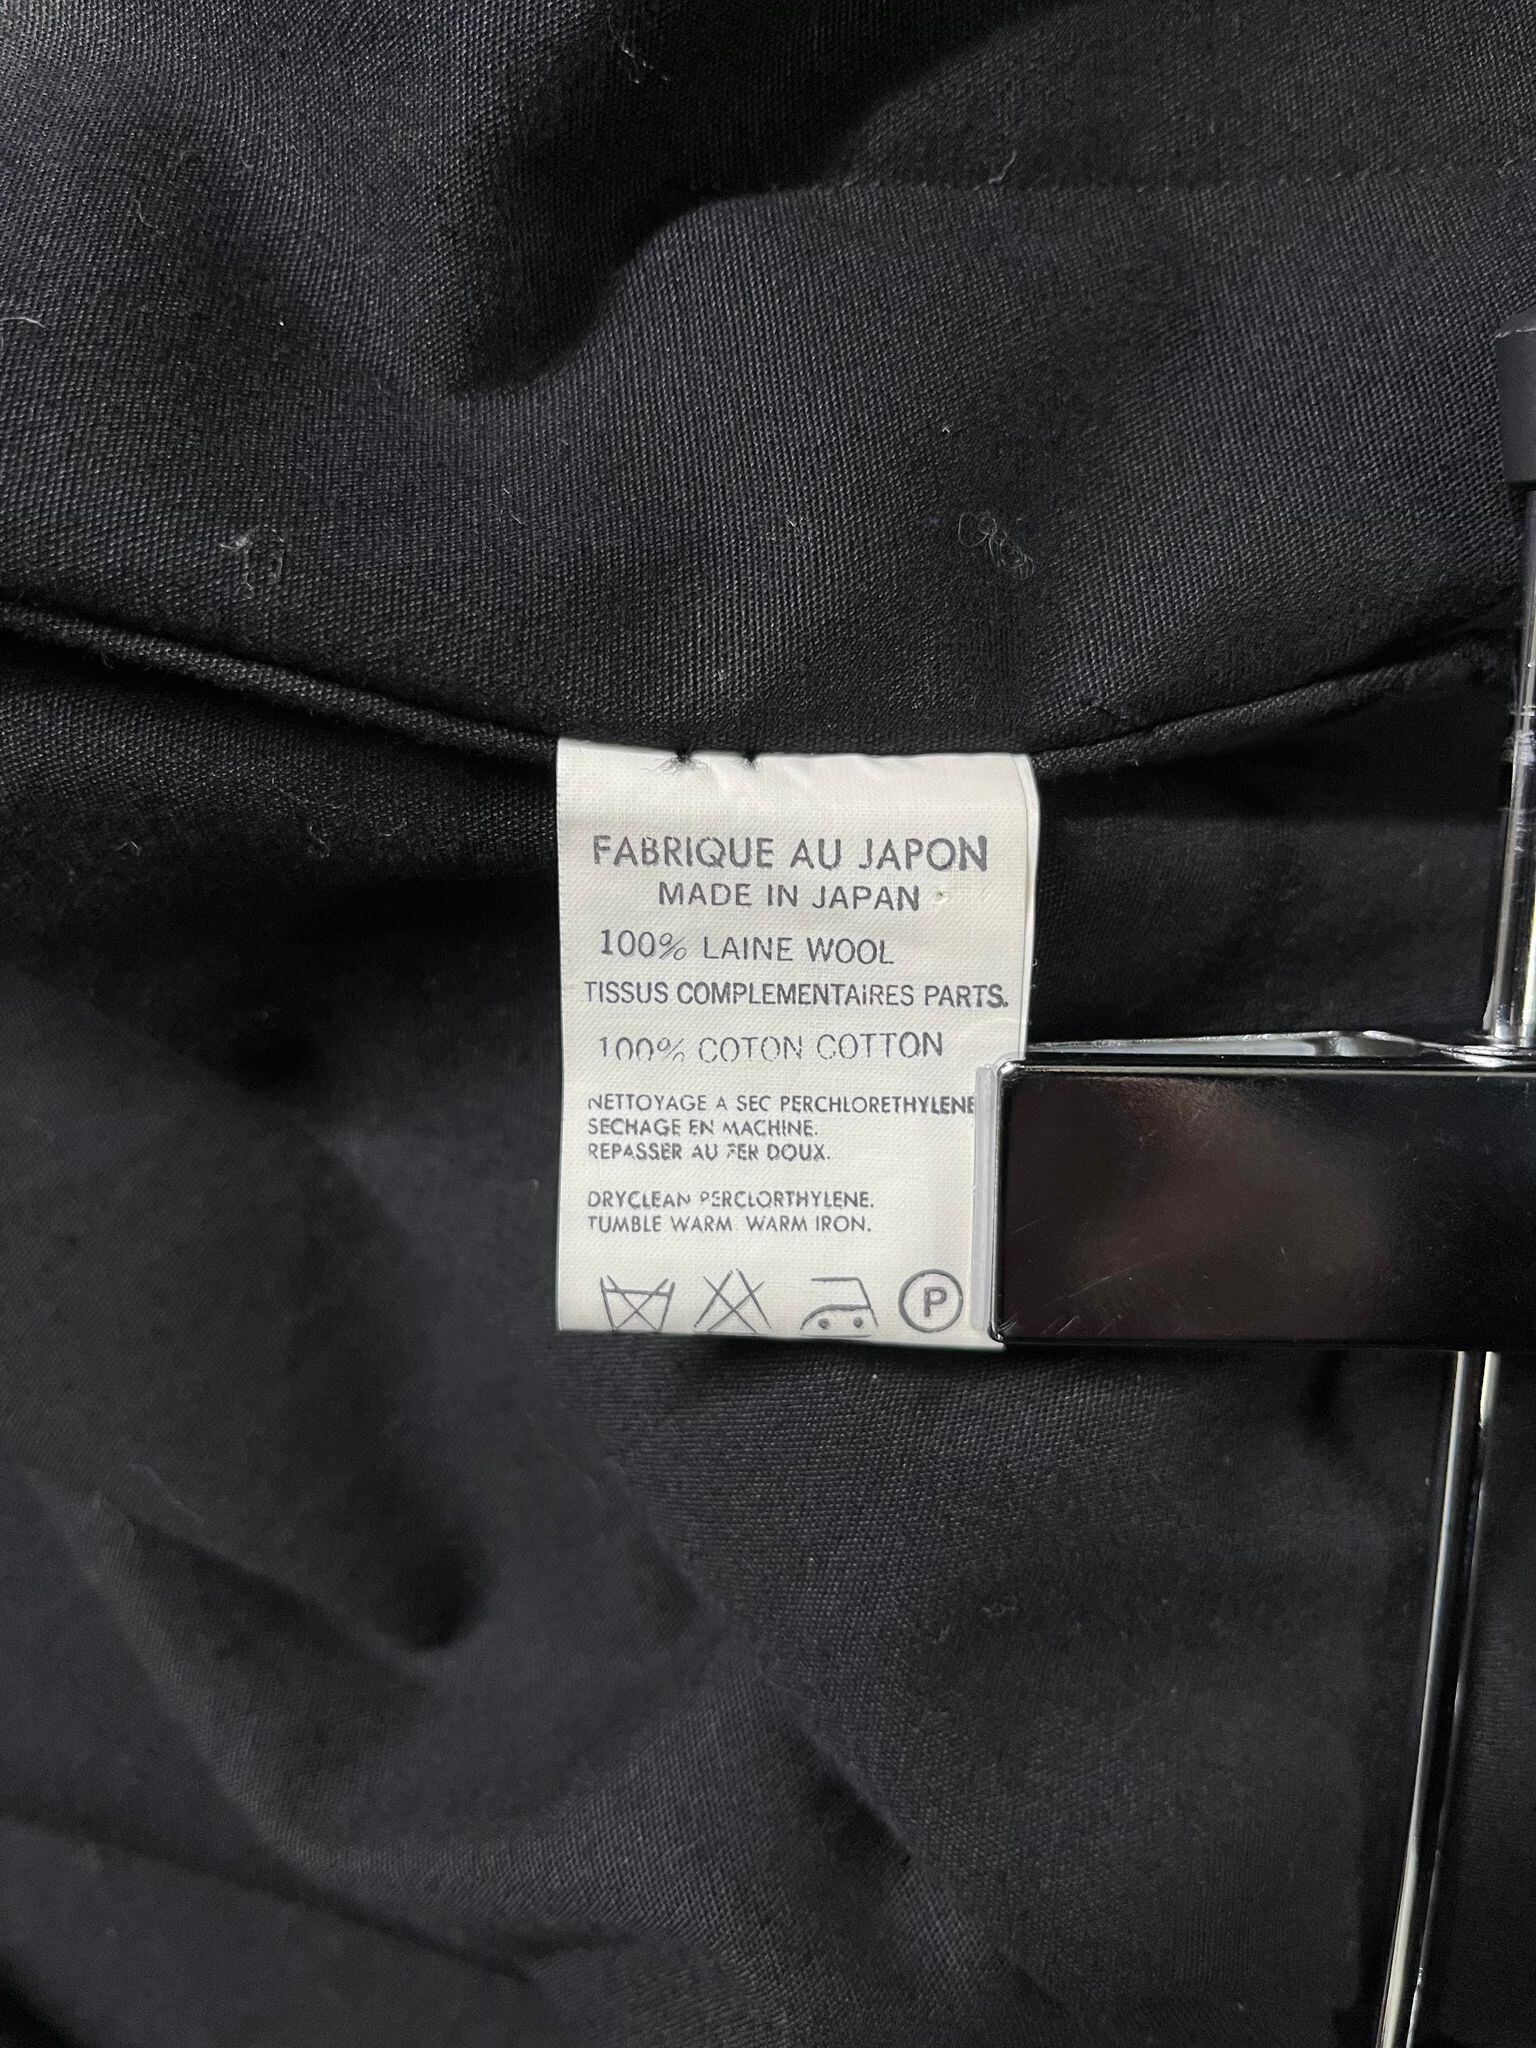 FABRIQUE AU JAPON
MADE IN JAPAN
100% LAINE WOOL
TISSUS COMPLEMENTAIRES PARTS.
100% COTON COTTON
NETTOYAGE A SEC PERCHLORETHYLENE
SECHAGE EN MACHINE.
REPASSER AU FER DOUX.
DRYCLEAN PERCLORTHYLENE.
TUMBLE WARM WARM IRON.
P